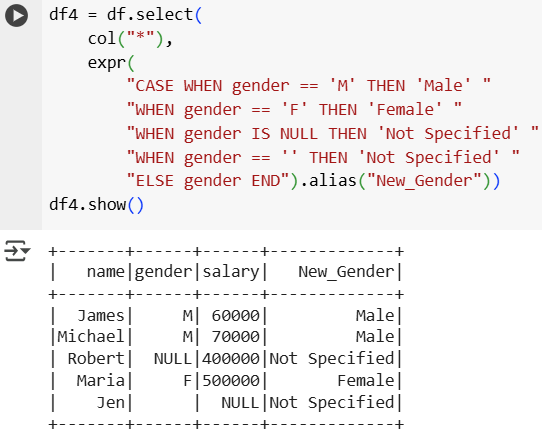 df4 = df.select(
    col("*"),
    expr(
        "CASE WHEN gender == 'M' THEN 'Male' "
        "WHEN gender == 'F' THEN 'Female' "
        "WHEN gender IS NULL THEN 'Not Specified' "
        "WHEN gender == '' THEN 'Not Specified' "
        "ELSE gender END").alias("New_Gender"))
df4.show()
+-------+------+------+-------------+
|   name|gender|salary|   New_Gender|
+-------+------+------+-------------+
|  James|     M| 60000|         Male|
|Michael|     M| 70000|         Male|
| Robert|  NULL|400000|Not Specified|
|  Maria|     F|500000|       Female|
|    Jen|      |  NULL|Not Specified|
+-------+------+------+-------------+